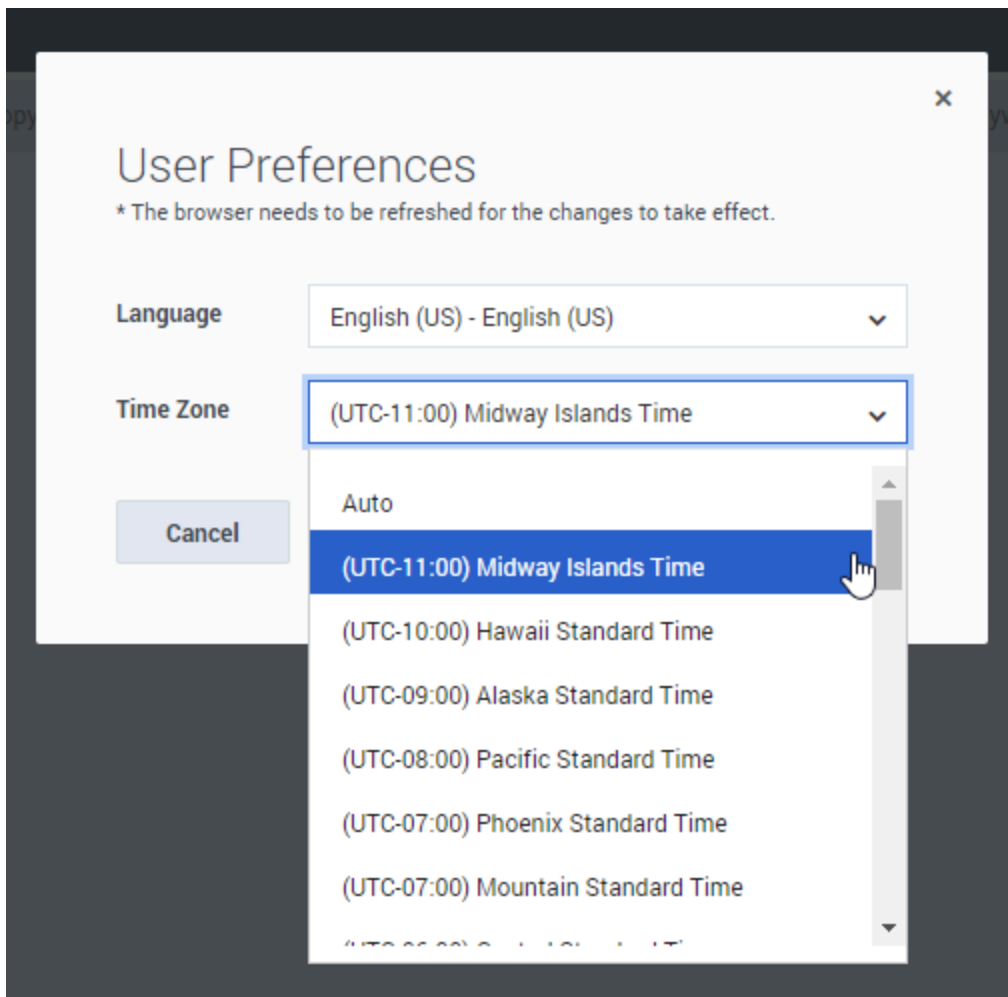 User Preferences
* The browser needs to be refreshed for the changes to take effect.
Language
English (US) - English (US)
Time Zone
(UTC-11:00) Midway Islands Time
Auto
Cancel
(UTC-11:00) Midway Islands Time
(UTC-10:00) Hawaii Standard Time
(UTC-09:00) Alaska Standard Time
(UTC-08:00) Pacific Standard Time
(UTC-07:00) Phoenix Standard Time
(UTC-07:00) Mountain Standard Time